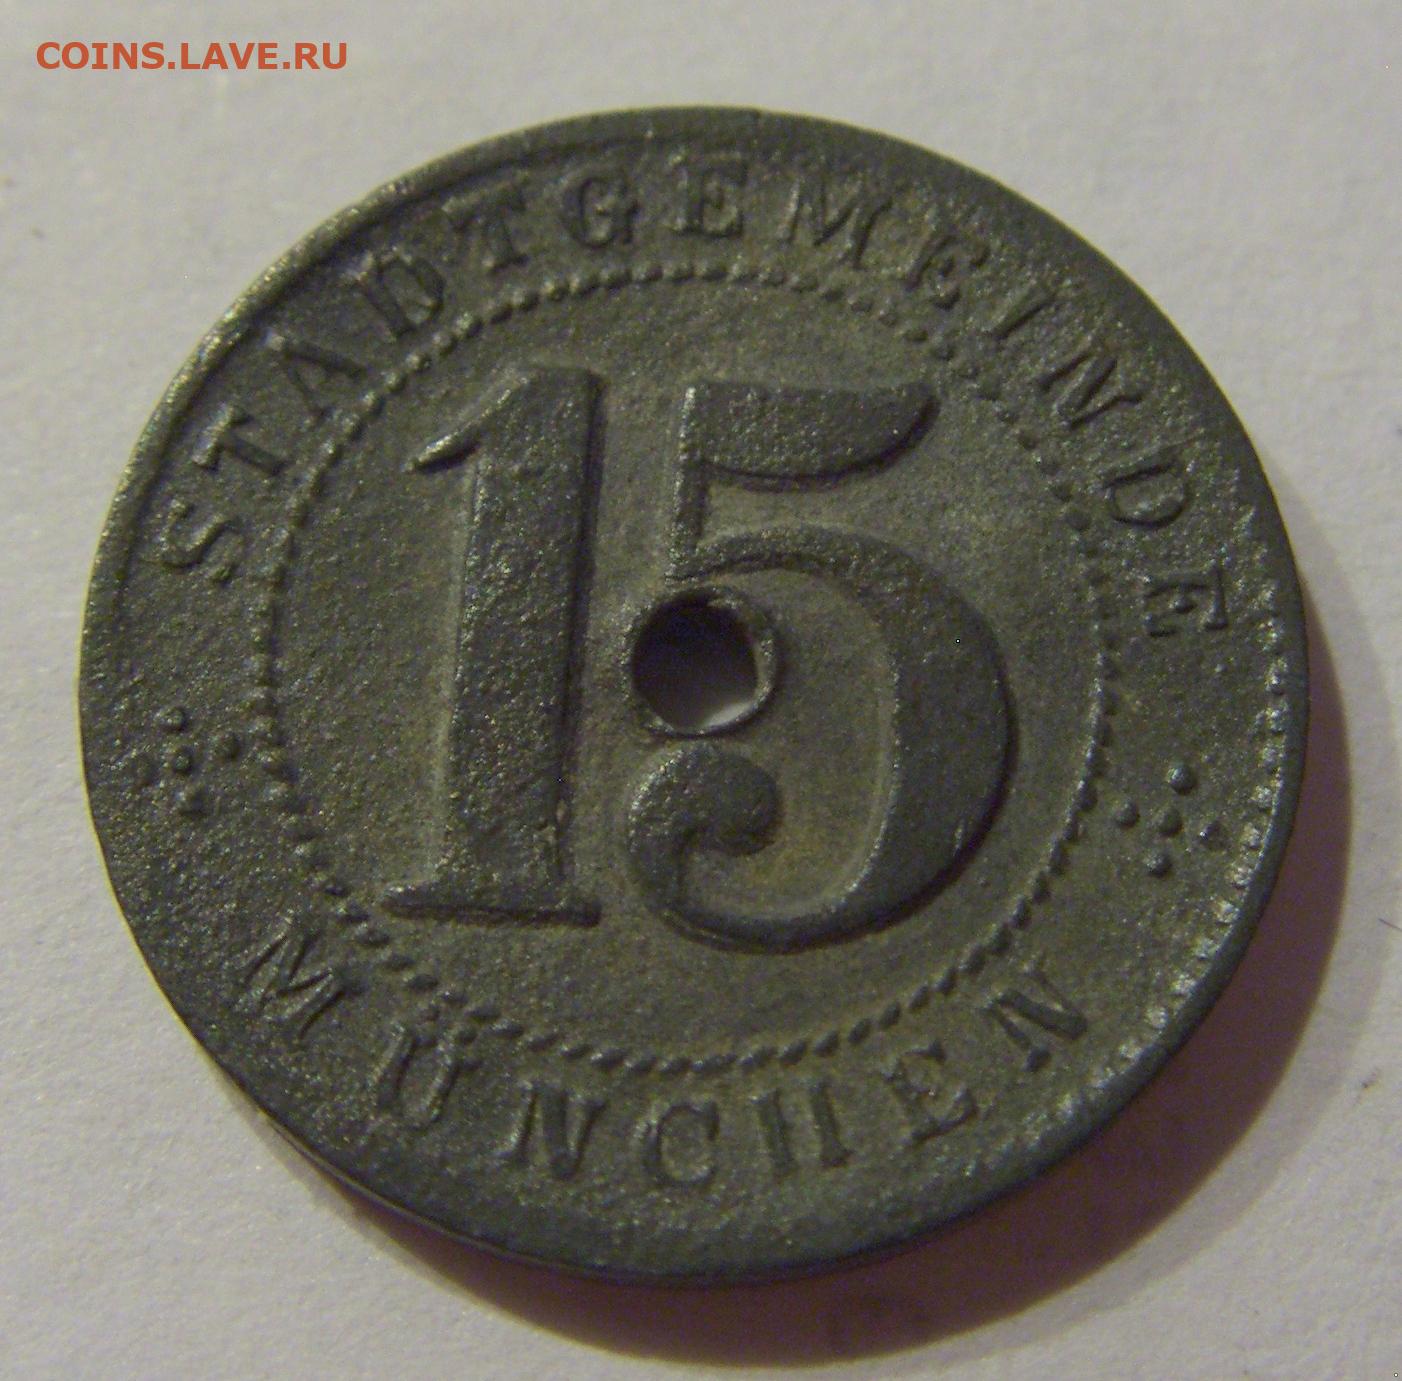 COINS.LAVE.RU
STADTGEMEINDE
15
MÜNCHEN